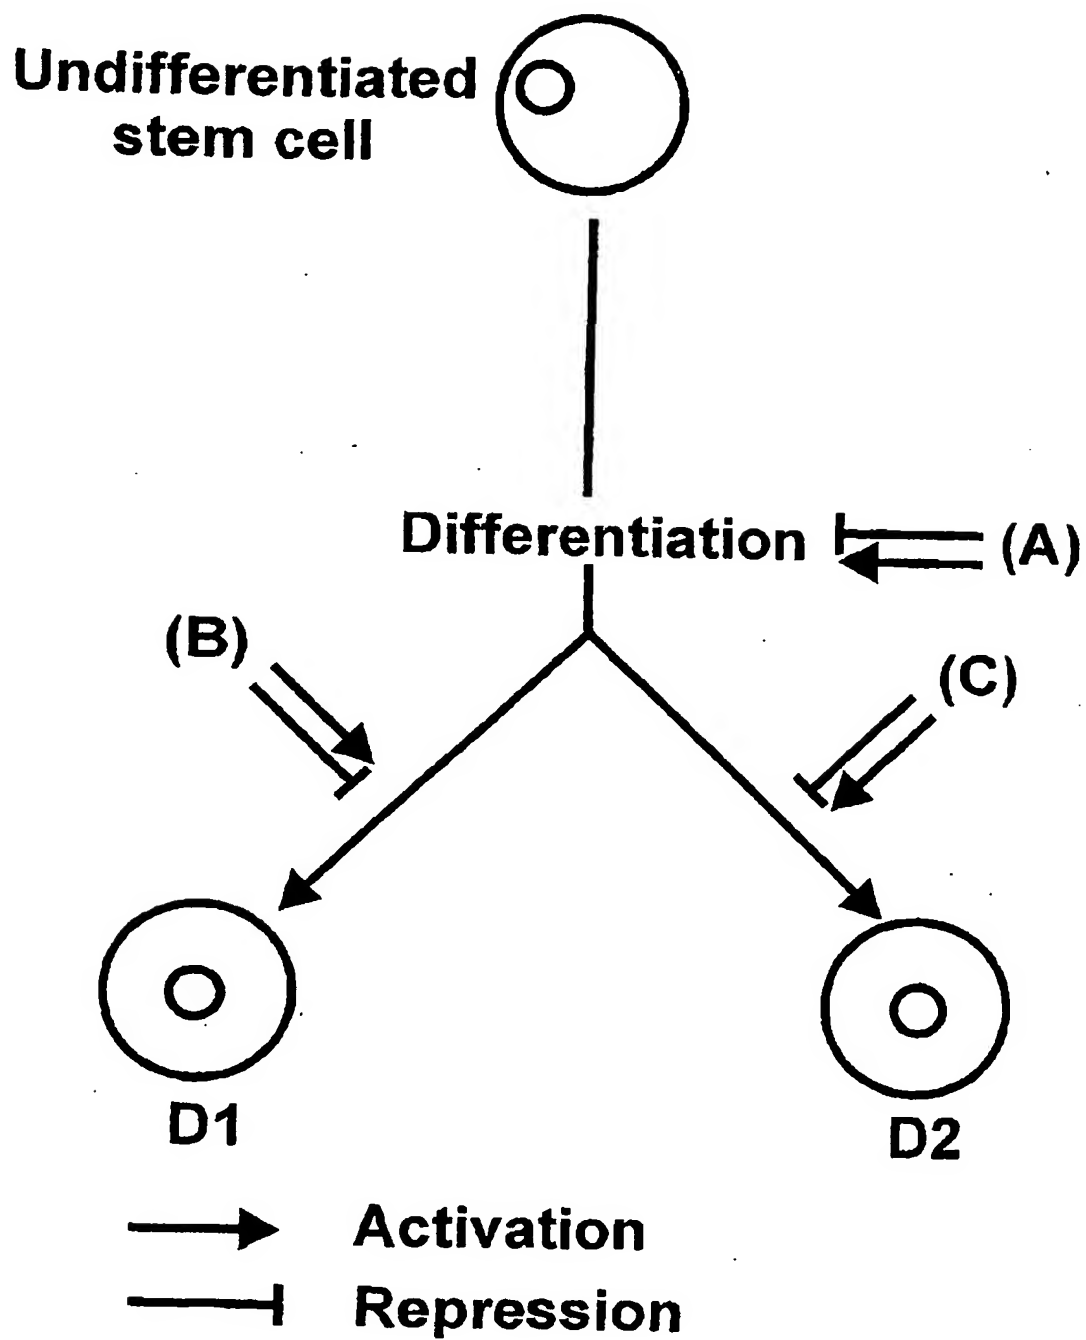 Undifferentiated
stem cell
Differentiation
(A)
(B)
(C)
D1
D2
Activation
Repression